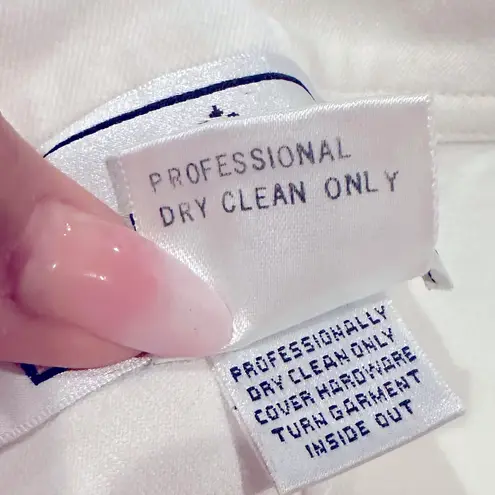 PROFESSIONAL
DRY CLEAN ONLY
PROFESSIONALLY
DRY CLEAN ONLY
COVER HARDWARE
TURN GARMENT
INSIDE OUT